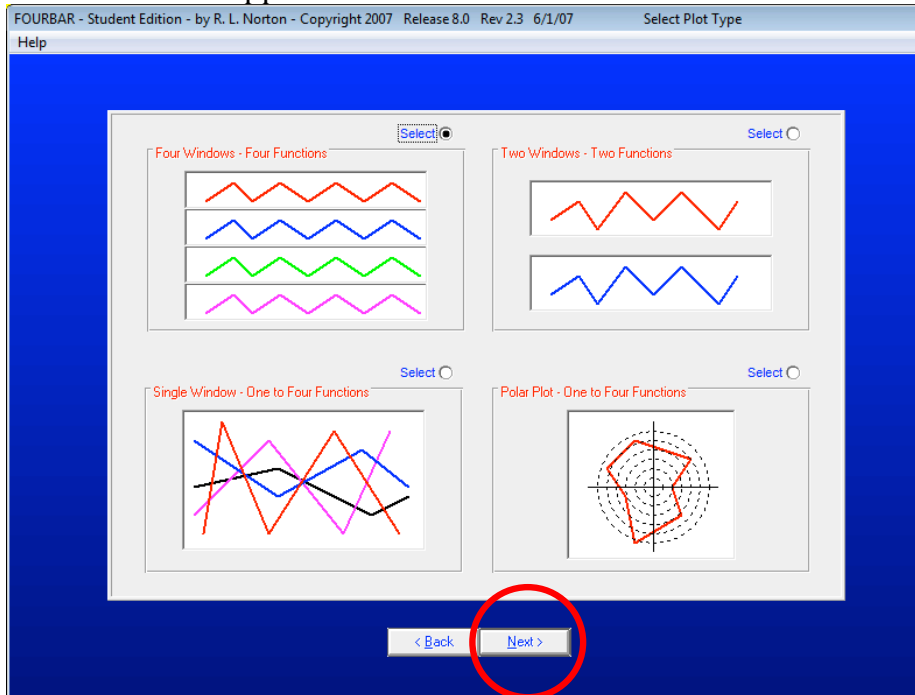 FOURBAR - Student Edition - by R. L. Norton - Copyright 2007 Release 8.0 Rev 2.3 6/1/07 Select Plot Type
Help
Select
Select
Four Windows - Four Functions
Two Windows - Two Functions
Select
Select
Single Window - One to Four Functions
Polar Plot - One to Four Functions
< Back
Next >